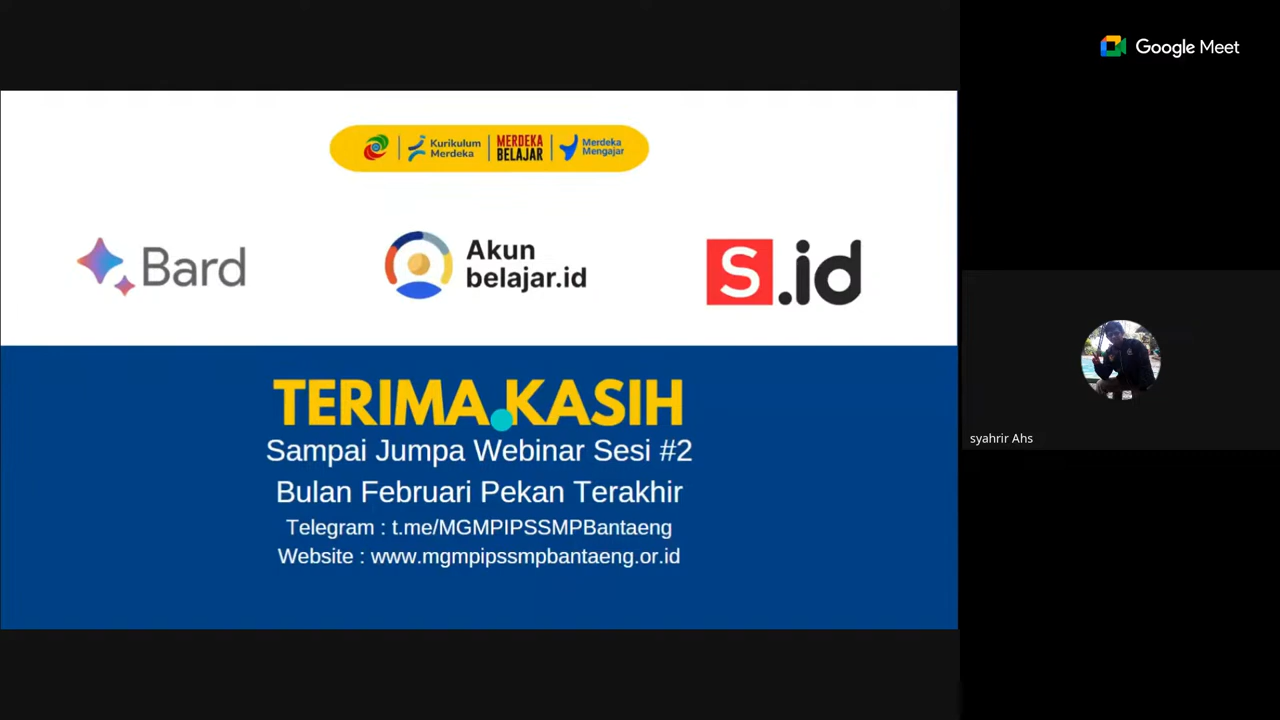 Google Meet
Kurikulum
Merdeka
MERDEKA
BELAJAR
Merdeka
Mengajar
Bard
Akun
belajar.id
S.id
TERIMA KASIH
Sampai Jumpa Webinar Sesi #2
Bulan Februari Pekan Terakhir
Telegram : t.me/MGMPIPSSMPBantaeng
Website : www.mgmpipssmpbantaeng.or.id
syahrir Ahs